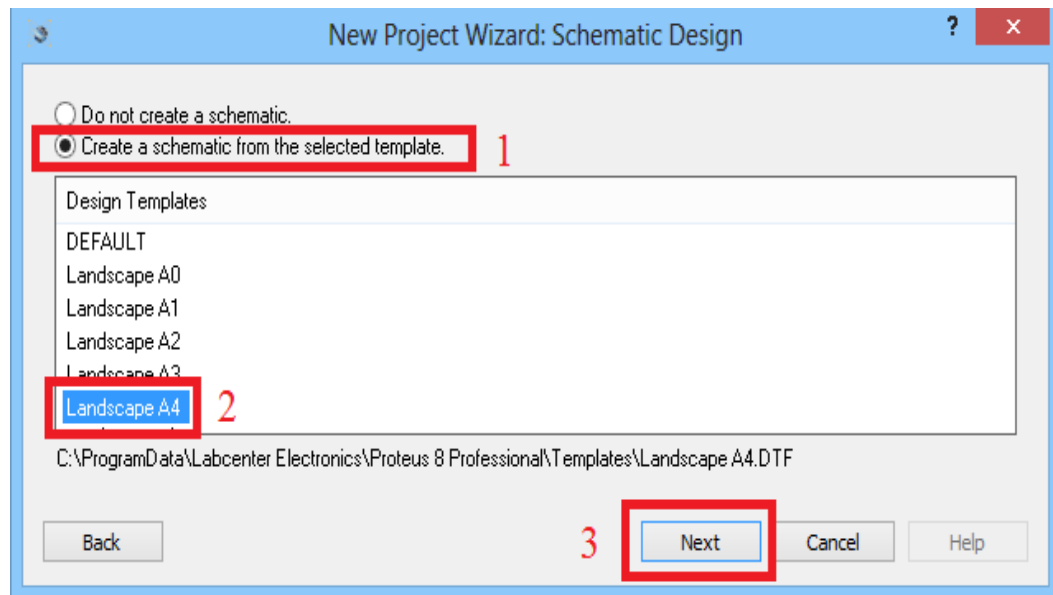 New Project Wizard: Schematic Design
?
x
Do not create a schematic.
Create a schematic from the selected template.
1
Design Templates
DEFAULT
Landscape A0
Landscape A1
Landscape A2
Landscape A3
Landscape A4
2
C:\ProgramData\Labcenter Electronics\Proteus 8 Professional\Templates\Landscape A4.DTF
Back
3
Next
Cancel
Help